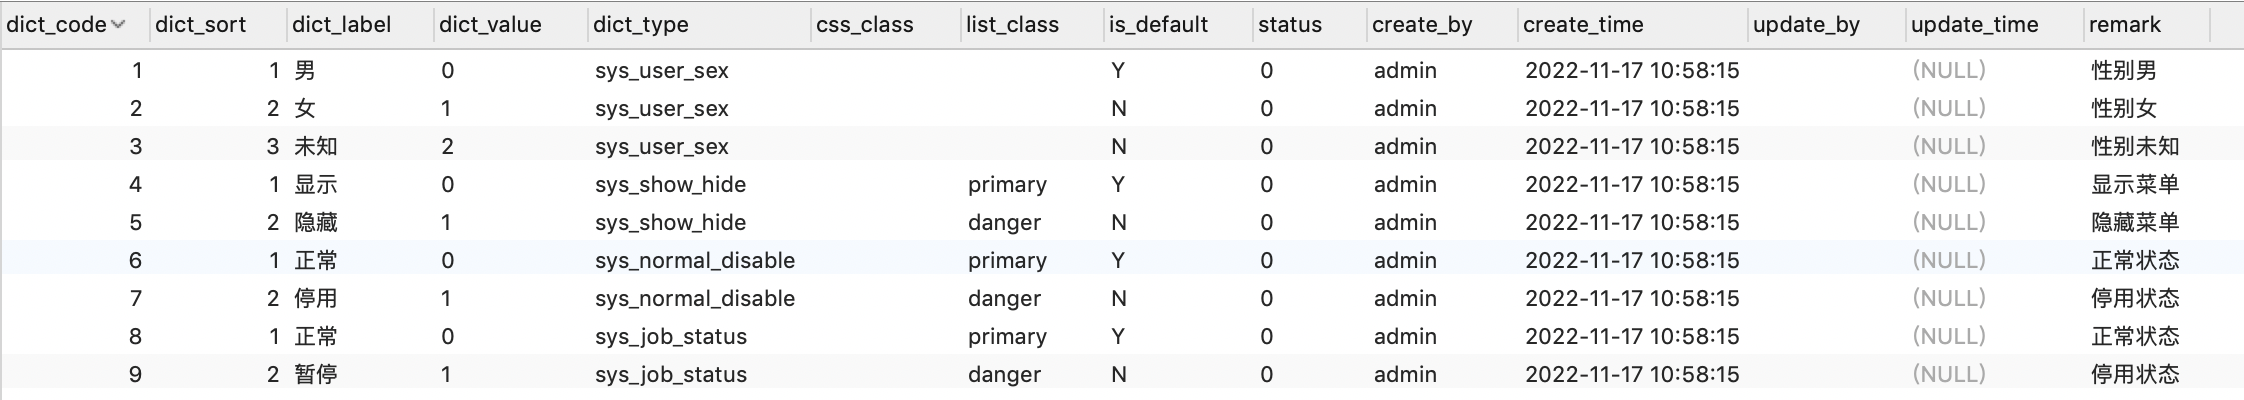 dict_code dict_sort dict_label dict_value dict_type css_class list_class is_default status create_by create_time update_by update_time remark
1 1 男 0 sys_user_sex Y 0 admin 2022-11-17 10:58:15 (NULL) 性别男
2 2 女 1 sys_user_sex N 0 admin 2022-11-17 10:58:15 (NULL) 性别女
3 3 未知 2 sys_user_sex N 0 admin 2022-11-17 10:58:15 (NULL) 性别未知
4 1 显示 0 sys_show_hide primary Y 0 admin 2022-11-17 10:58:15 (NULL) 显示菜单
5 2 隐藏 1 sys_show_hide danger N 0 admin 2022-11-17 10:58:15 (NULL) 隐藏菜单
6 1 正常 0 sys_normal_disable primary Y 0 admin 2022-11-17 10:58:15 (NULL) 正常状态
7 2 停用 1 sys_normal_disable danger N 0 admin 2022-11-17 10:58:15 (NULL) 停用状态
8 1 正常 0 sys_job_status primary Y 0 admin 2022-11-17 10:58:15 (NULL) 正常状态
9 2 暂停 1 sys_job_status danger N 0 admin 2022-11-17 10:58:15 (NULL) 停用状态